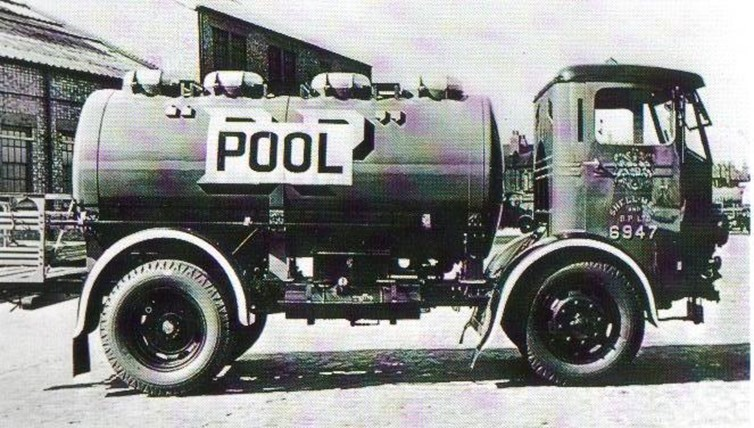 POOL
SHELL-MEX
AND
B.P. LTD
6947